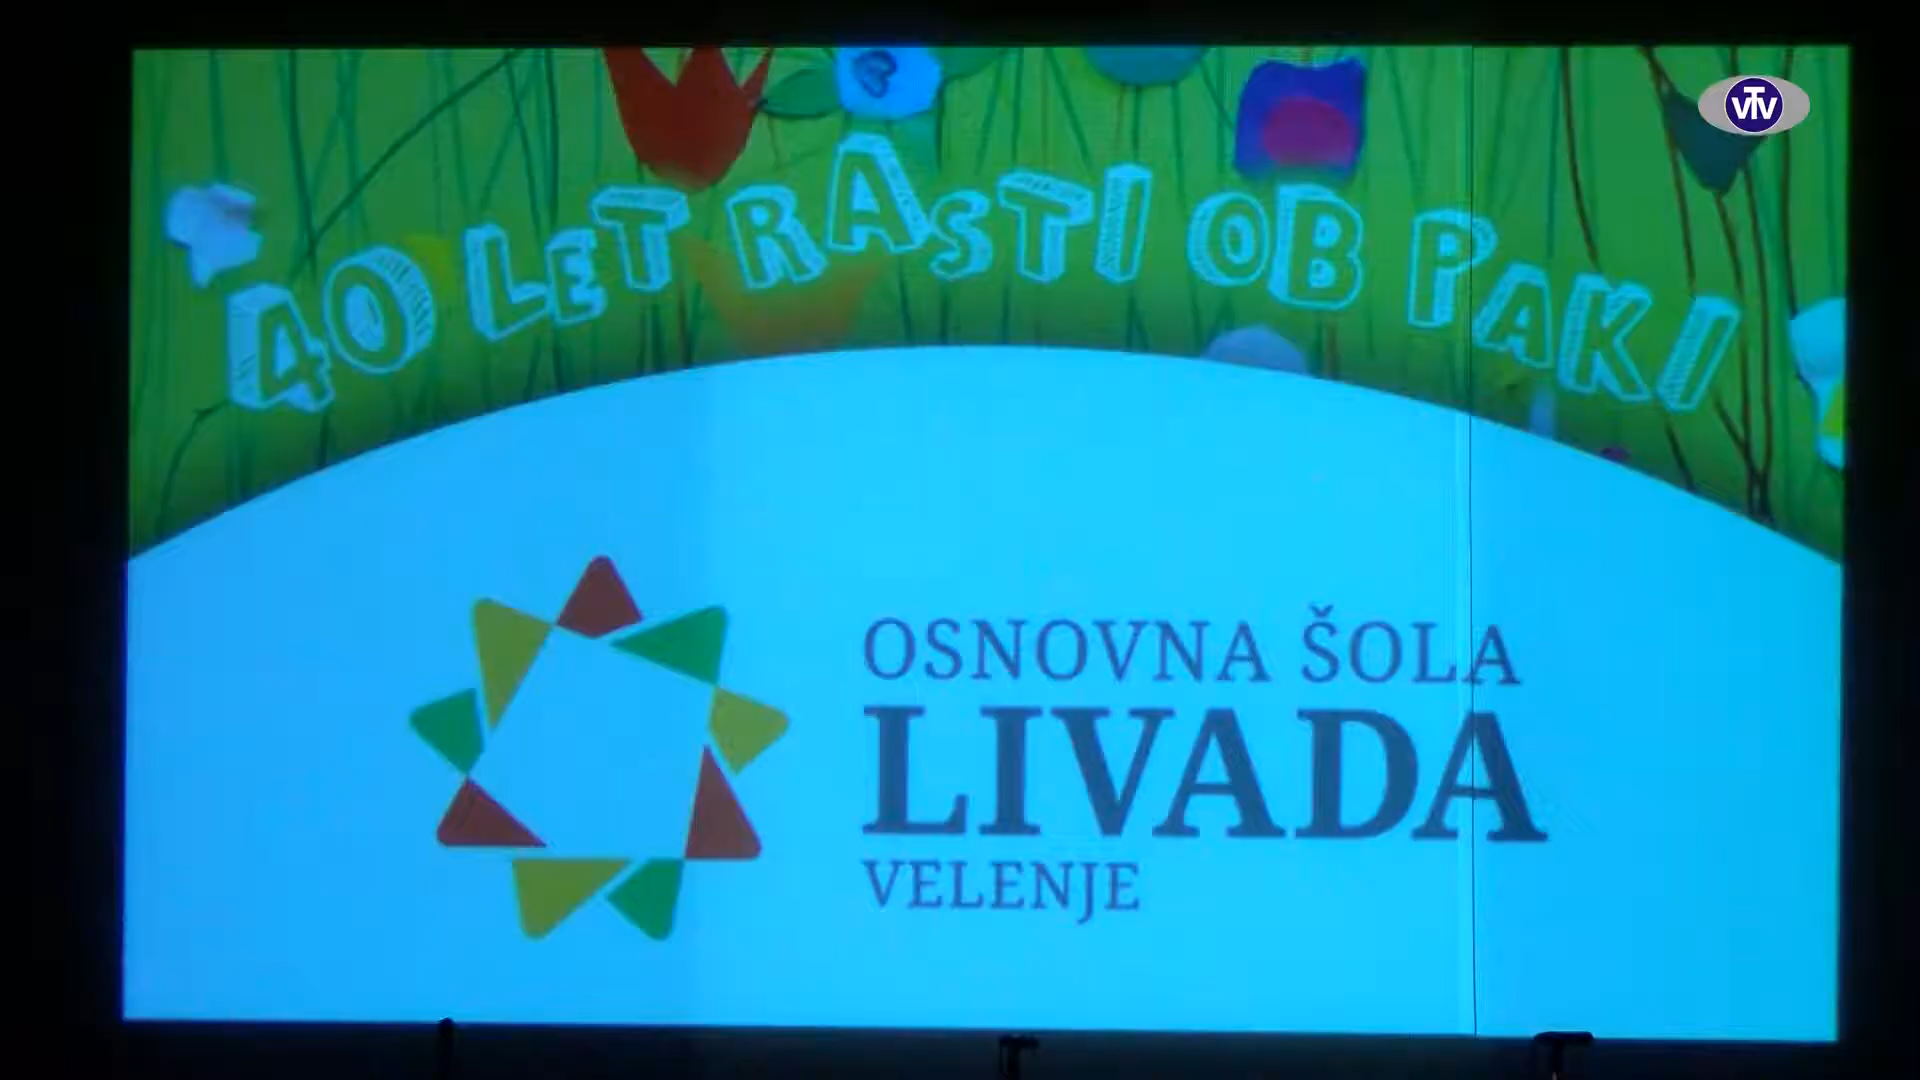 VTV
40 LET RASTI OB PAKI
OSNOVNA ŠOLA
LIVADA
VELENJE